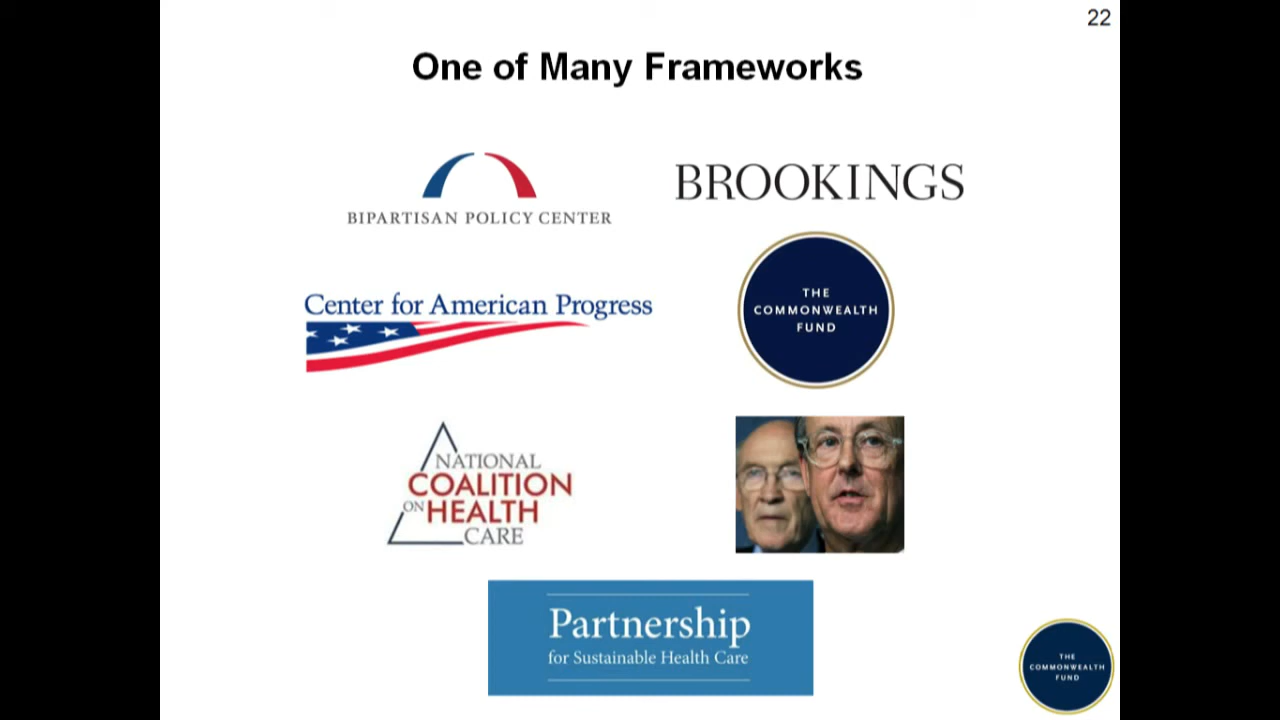 22
One of Many Frameworks
BIPARTISAN POLICY CENTER
BROOKINGS
Center for American Progress
THE
COMMONWEALTH
FUND
NATIONAL
COALITION
ON HEALTH
CARE
Partnership
for Sustainable Health Care
THE
COMMONWEALTH
FUND